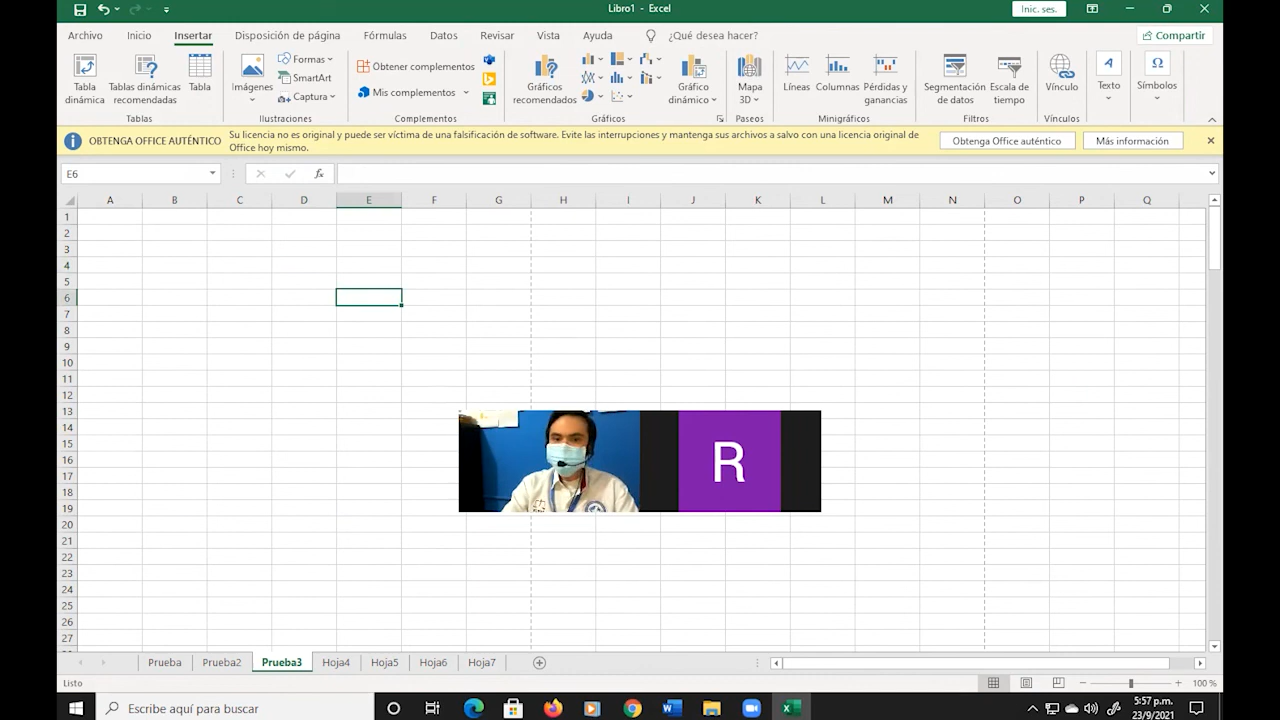 Libro1 - Excel
Inic. ses.
Archivo Inicio Insertar Disposición de página Fórmulas Datos Revisar Vista Ayuda ¿Qué desea hacer? Compartir
Tabla dinámica
Tablas dinámicas recomendadas
Tabla
Tablas
Imágenes
Formas
SmartArt
Captura
Ilustraciones
Obtener complementos
Mis complementos
Complementos
Gráficos recomendados
Gráfico dinámico
Gráficos
Mapa 3D
Paseos
Líneas
Columnas
Pérdidas y ganancias
Minigráficos
Segmentación de datos
Escala de tiempo
Filtros
Vínculo
Vínculos
Texto
Símbolos
OBTENGA OFFICE AUTÉNTICO
Su licencia no es original y puede ser víctima de una falsificación de software. Evite las interrupciones y mantenga sus archivos a salvo con una licencia original de
Office hoy mismo.
Obtenga Office auténtico
Más información
E6
fx
A B C D E F G H I J K L M N O P Q
1
2
3
4
5
6
7
8
9
10
11
12
13
14
15
16
17
18
19
20
21
22
23
24
25
26
27
R
Prueba Prueba2 Prueba3 Hoja4 Hoja5 Hoja6 Hoja7
Listo
100 %
Escribe aquí para buscar
5:57 p.m.
23/9/2021